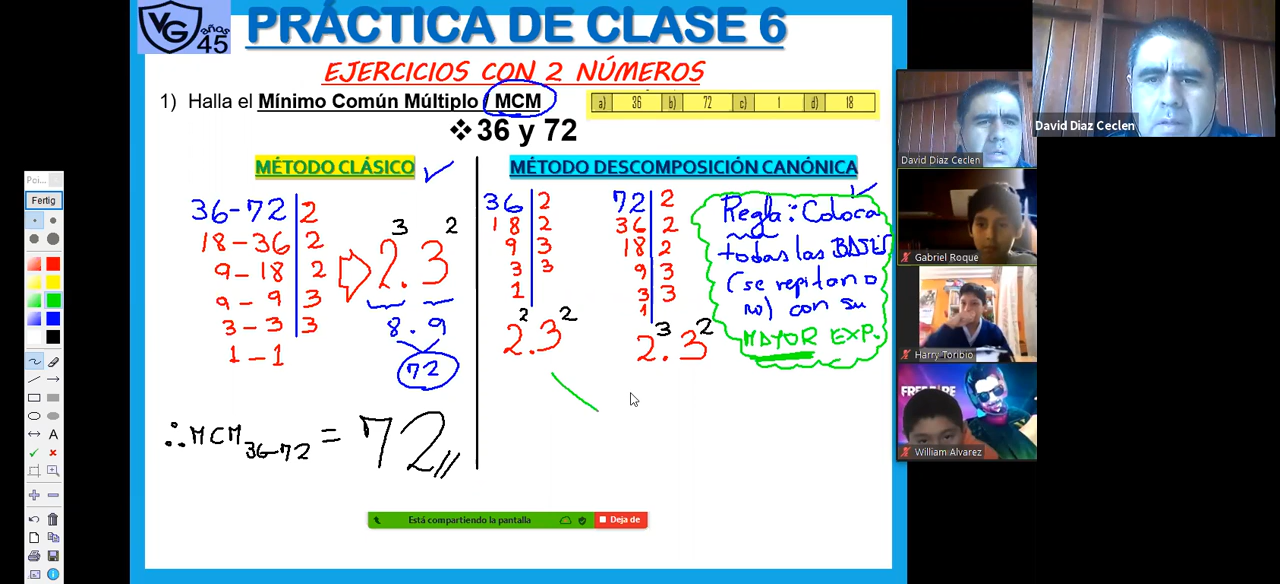 VG
años
45
PRÁCTICA DE CLASE 6
EJERCICIOS CON 2 NÚMEROS
1) Halla el Mínimo Común Múltiplo (MCM
a) 36 b) 72 c) 1 d) 18
❖36 y 72
MÉTODO CLÁSICO
36-72 | 2
18-36 | 2
9-18 | 2
9-9 | 3
3-3 | 3
1-1
2³.3²
8.9
72
∴MCM 36-72 = 72//
MÉTODO DESCOMPOSICIÓN CANÓNICA
36 | 2
18 | 2
9 | 3
3 | 3
1
2².3²
72 | 2
36 | 2
18 | 2
9 | 3
3 | 3
1
2³.3²
Regla: Coloca
todas las BASES
(se repitan o
no) con su
MAYOR EXP.
Poi...
Fertig
A
Está compartiendo la pantalla
Deja de
David Diaz Ceclen
David Diaz Ceclen
Gabriel Roque
Harry Toribio
FREE FIRE
William Alvarez